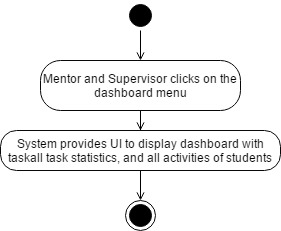 Mentor and Supervisor clicks on the
dashboard menu
System provides UI to display dashboard with
taskall task statistics, and all activities of students